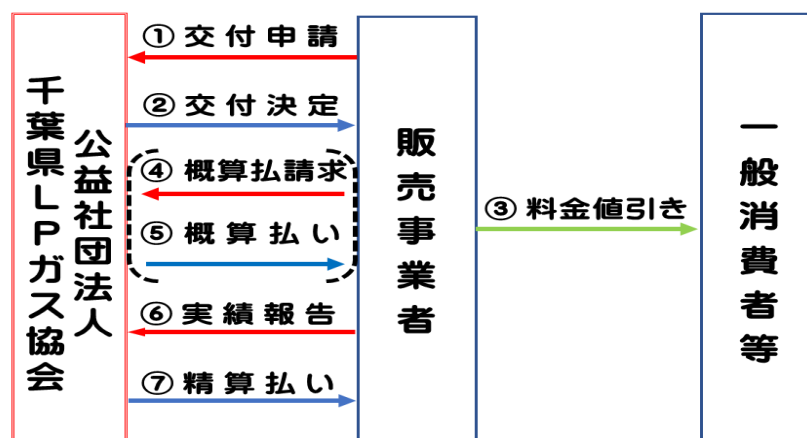 公益社団法人
千葉県LPガス協会
① 交付申請
② 交付決定
④ 概算払請求
⑤ 概算払い
⑥ 実績報告
⑦ 精算払い
販売事業者
③ 料金値引き
一般消費者等